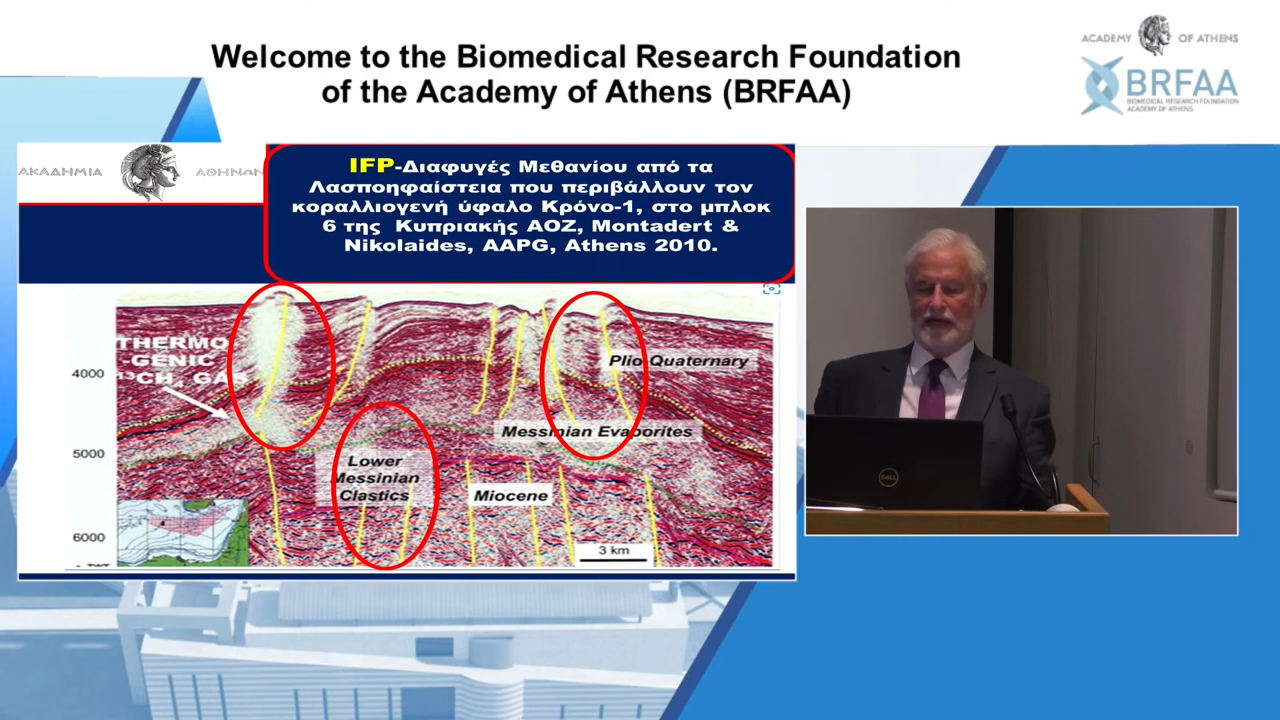 Welcome to the Biomedical Research Foundation
of the Academy of Athens (BRFAA)
ACADEMY OF ATHENS
BRFAA
BIOMEDICAL RESEARCH FOUNDATION
ACADEMY OF ATHENS
ΑΚΑΔΗΜΙΑ ΑΘΗΝΩΝ
IFP-Διαφυγές Μεθανίου από τα
Λασποηφαίστεια που περιβάλλουν τον
κοραλλιογενή ύφαλο Κρόνο-1, στο μπλοκ
6 της Κυπριακής ΑΟΖ, Montadert &
Nikolaides, AAPG, Athens 2010.
THERMO-
-GENIC
¹³CH₄ GAS
4000
5000
6000
Plio Quaternary
Messinian Evaporites
Lower
Messinian
Clastics
Miocene
3 km
DELL